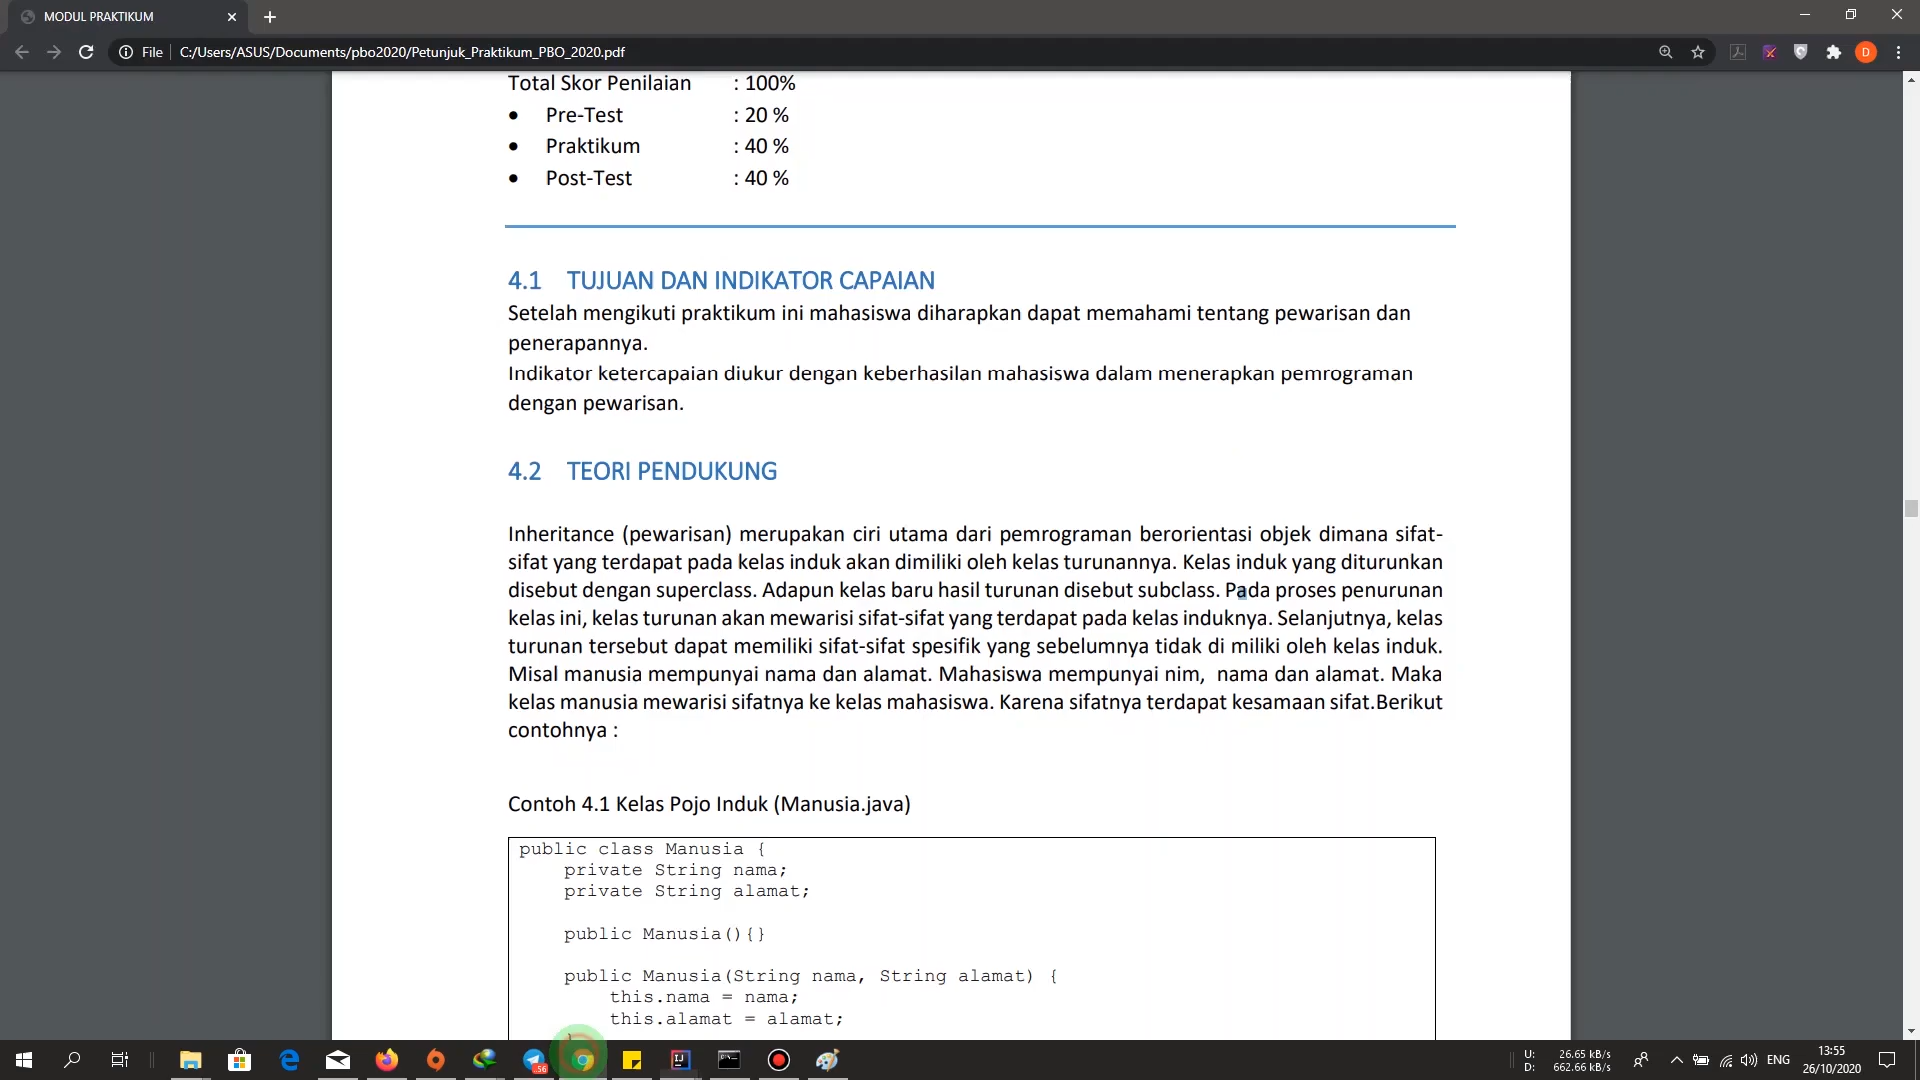 MODUL PRAKTIKUM
File C:/Users/ASUS/Documents/pbo2020/Petunjuk_Praktikum_PBO_2020.pdf
D
Total Skor Penilaian : 100%
• Pre-Test : 20 %
• Praktikum : 40 %
• Post-Test : 40 %
4.1 TUJUAN DAN INDIKATOR CAPAIAN
Setelah mengikuti praktikum ini mahasiswa diharapkan dapat memahami tentang pewarisan dan
penerapannya.
Indikator ketercapaian diukur dengan keberhasilan mahasiswa dalam menerapkan pemrograman
dengan pewarisan.
4.2 TEORI PENDUKUNG
Inheritance (pewarisan) merupakan ciri utama dari pemrograman berorientasi objek dimana sifat-
sifat yang terdapat pada kelas induk akan dimiliki oleh kelas turunannya. Kelas induk yang diturunkan
disebut dengan superclass. Adapun kelas baru hasil turunan disebut subclass. Pada proses penurunan
kelas ini, kelas turunan akan mewarisi sifat-sifat yang terdapat pada kelas induknya. Selanjutnya, kelas
turunan tersebut dapat memiliki sifat-sifat spesifik yang sebelumnya tidak di miliki oleh kelas induk.
Misal manusia mempunyai nama dan alamat. Mahasiswa mempunyai nim, nama dan alamat. Maka
kelas manusia mewarisi sifatnya ke kelas mahasiswa. Karena sifatnya terdapat kesamaan sifat.Berikut
contohnya :
Contoh 4.1 Kelas Pojo Induk (Manusia.java)
public class Manusia {
private String nama;
private String alamat;
public Manusia(){}
public Manusia(String nama, String alamat) {
this.nama = nama;
this.alamat = alamat;
56
IJ
U: 26.65 kB/s
D: 662.66 kB/s
ENG
13:55
26/10/2020